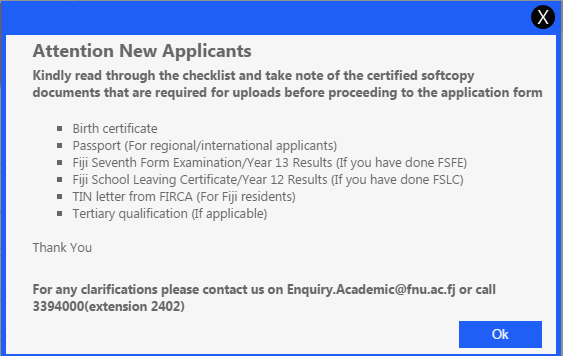 X
Attention New Applicants
Kindly read through the checklist and take note of the certified softcopy
documents that are required for uploads before proceeding to the application form
Birth certificate
Passport (For regional/international applicants)
Fiji Seventh Form Examination/Year 13 Results (If you have done FSFE)
Fiji School Leaving Certificate/Year 12 Results (If you have done FSLC)
TIN letter from FIRCA (For Fiji residents)
Tertiary qualification (If applicable)
Thank You
For any clarifications please contact us on Enquiry.Academic@fnu.ac.fj or call
3394000(extension 2402)
Ok